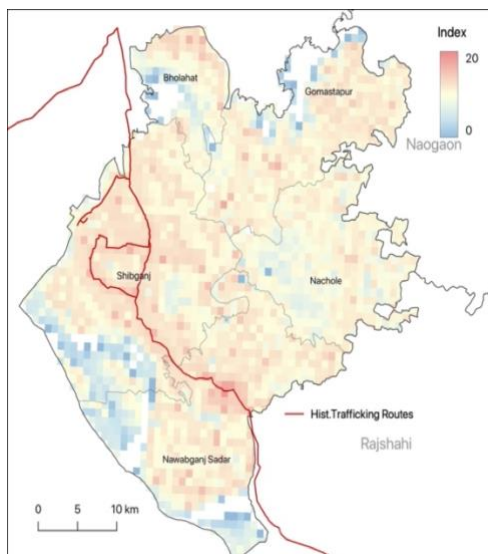 Index
20
0
Bholahat
Gomastapur
Naogaon
Shibganj
Nachole
Hist.Trafficking Routes
Rajshahi
Nawabganj Sadar
0 5 10 km